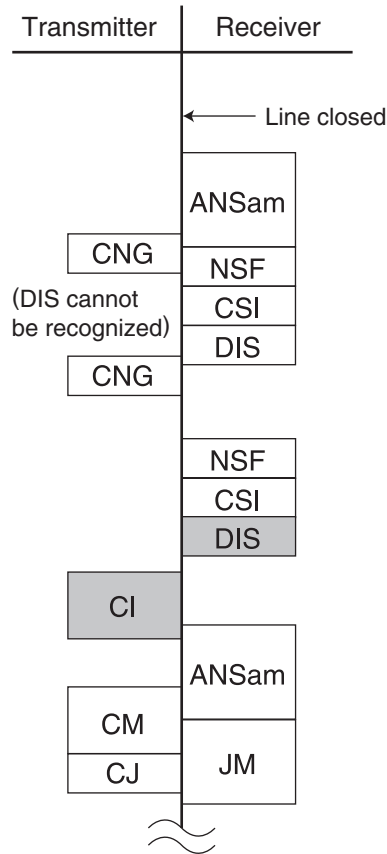 Transmitter Receiver
Line closed
ANSam
CNG
NSF
(DIS cannot
be recognized)
CSI
DIS
CNG
NSF
CSI
DIS
CI
ANSam
CM
JM
CJ